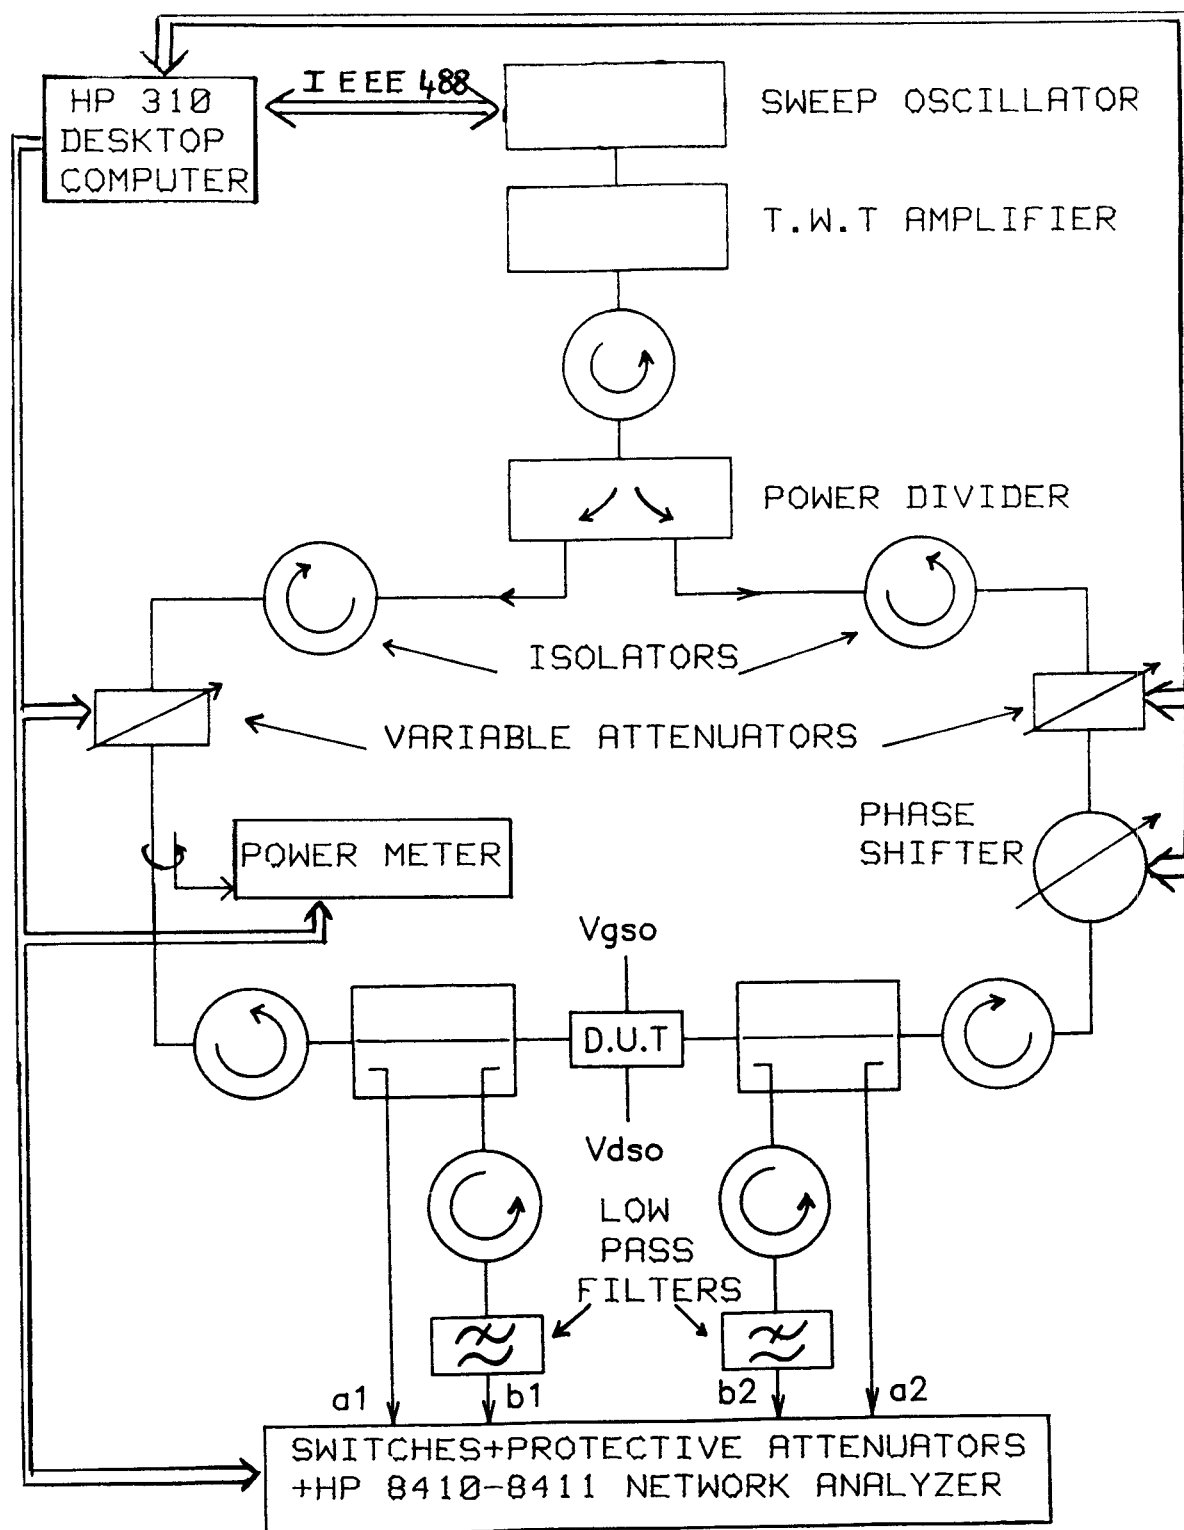 IEEE 488
HP 310
DESKTOP
COMPUTER
SWEEP OSCILLATOR
T.W.T AMPLIFIER
POWER DIVIDER
ISOLATORS
VARIABLE ATTENUATORS
PHASE
SHIFTER
POWER METER
Vgso
D.U.T
Vdso
LOW
PASS
FILTERS
a1
b1
b2
a2
SWITCHES+PROTECTIVE ATTENUATORS
+HP 8410-8411 NETWORK ANALYZER